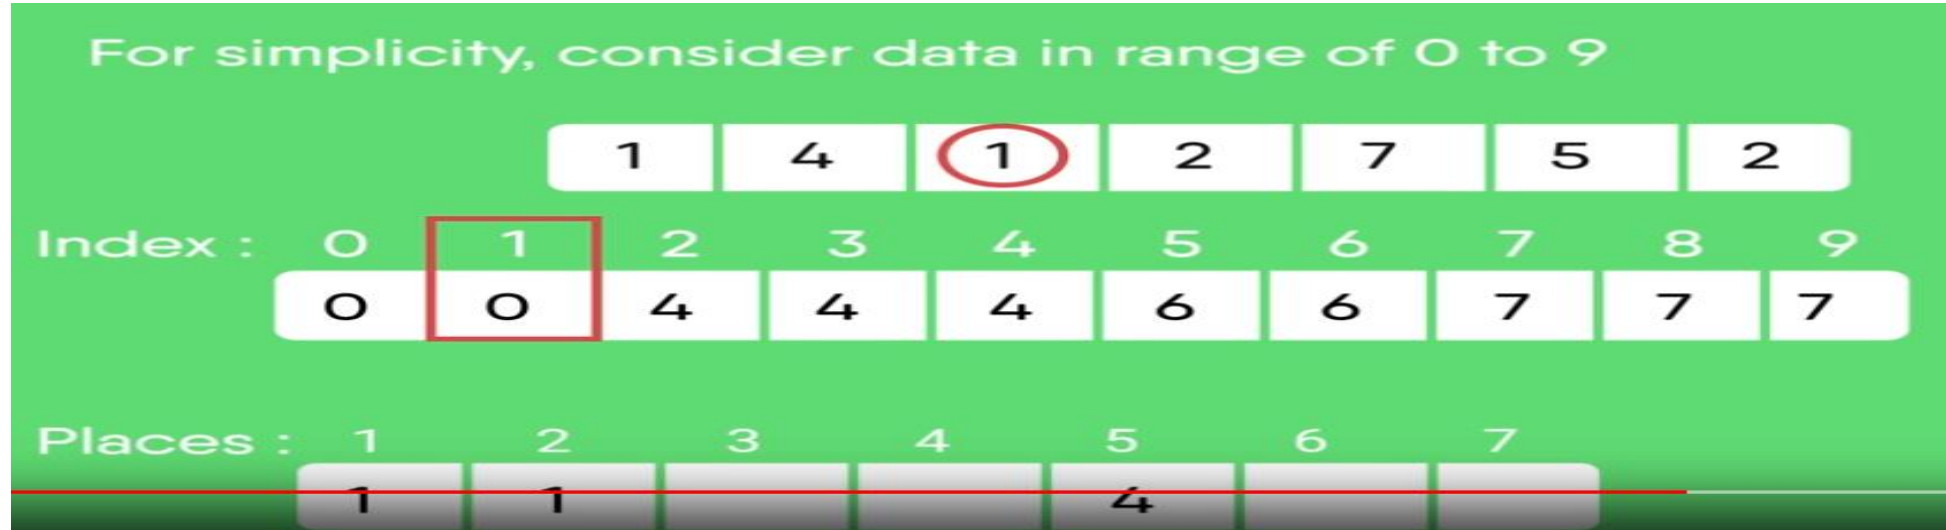 For simplicity, consider data in range of 0 to 9
1 4 1 2 7 5 2
Index : 0 1 2 3 4 5 6 7 8 9
0 0 4 4 4 6 6 7 7 7
Places : 1 2 3 4 5 6 7
1 1 4